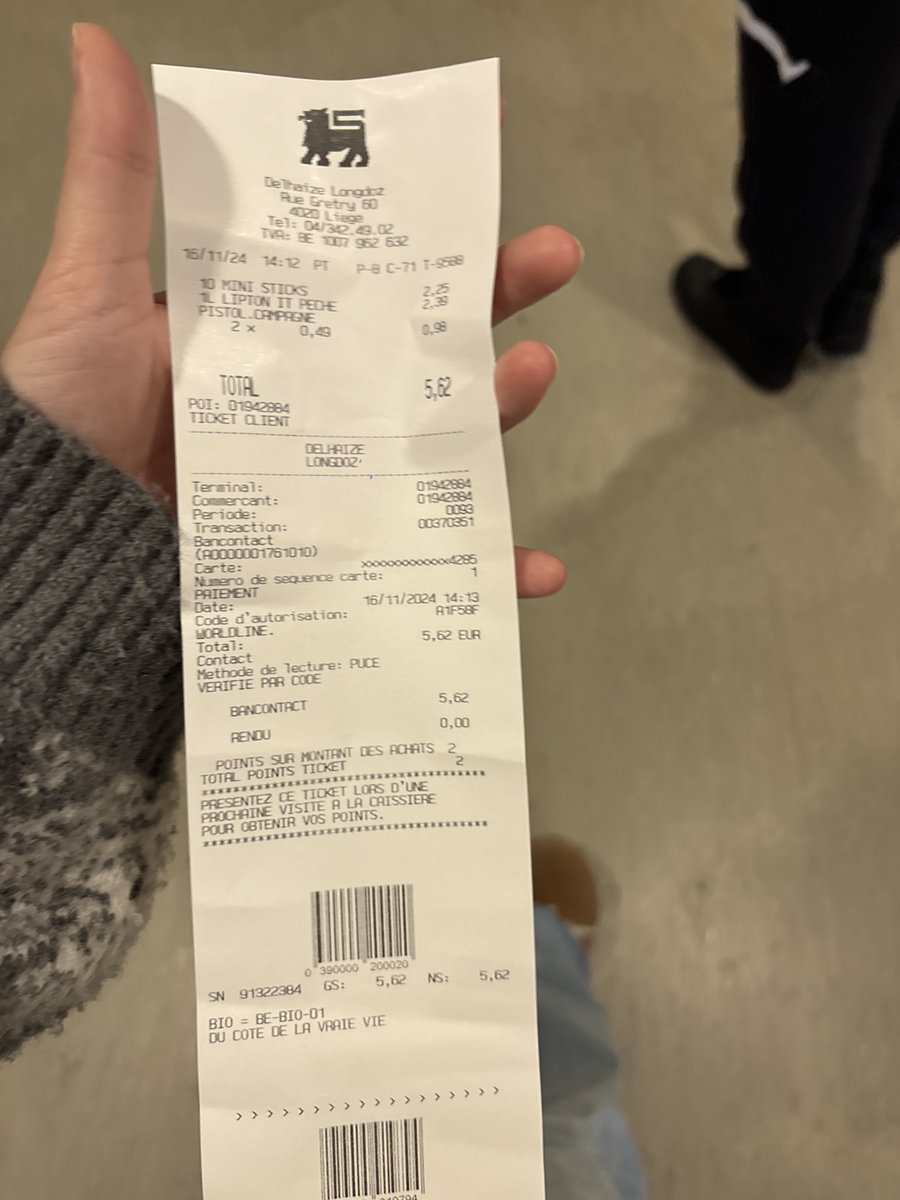 Delhaize Longdoz
Rue Gretry 60
4020 Liege
Tel: 04/342.49.02
TVA: BE 1007 962 632
16/11/24 14:12 PT P-8 C-71 T-9588
10 MINI STICKS 2,25
1L LIPTON IT PECHE 2,39
PISTOL.CAMPAGNE
2 x 0,49 0,98
TOTAL 5,62
POI: 01942884
TICKET CLIENT
DELHAIZE
LONGDOZ
Terminal: 01942884
Commercant: 01942884
Periode: 0093
Transaction: 00370351
Bancontact
(A0000001761010)
Carte: xxxxxxxxxxxxx4285
Numero de sequence carte: 1
PAIEMENT
Date: 16/11/2024 14:13
Code d'autorisation: A1F58F
WORLDLINE.
Total: 5,62 EUR
Contact
Methode de lecture: PUCE
VERIFIE PAR CODE
BANCONTACT 5,62
RENDU 0,00
POINTS SUR MONTANT DES ACHATS 2
TOTAL POINTS TICKET 2
****************************************
PRESENTEZ CE TICKET LORS D'UNE
PROCHAINE VISITE A LA CAISSIERE
POUR OBTENIR VOS POINTS.
****************************************
0 390000 200020
SN 91322384 GS: 5,62 NS: 5,62
BIO = BE-BIO-01
DU COTE DE LA VRAIE VIE
> > > > > > > > > > > > > > > > > >